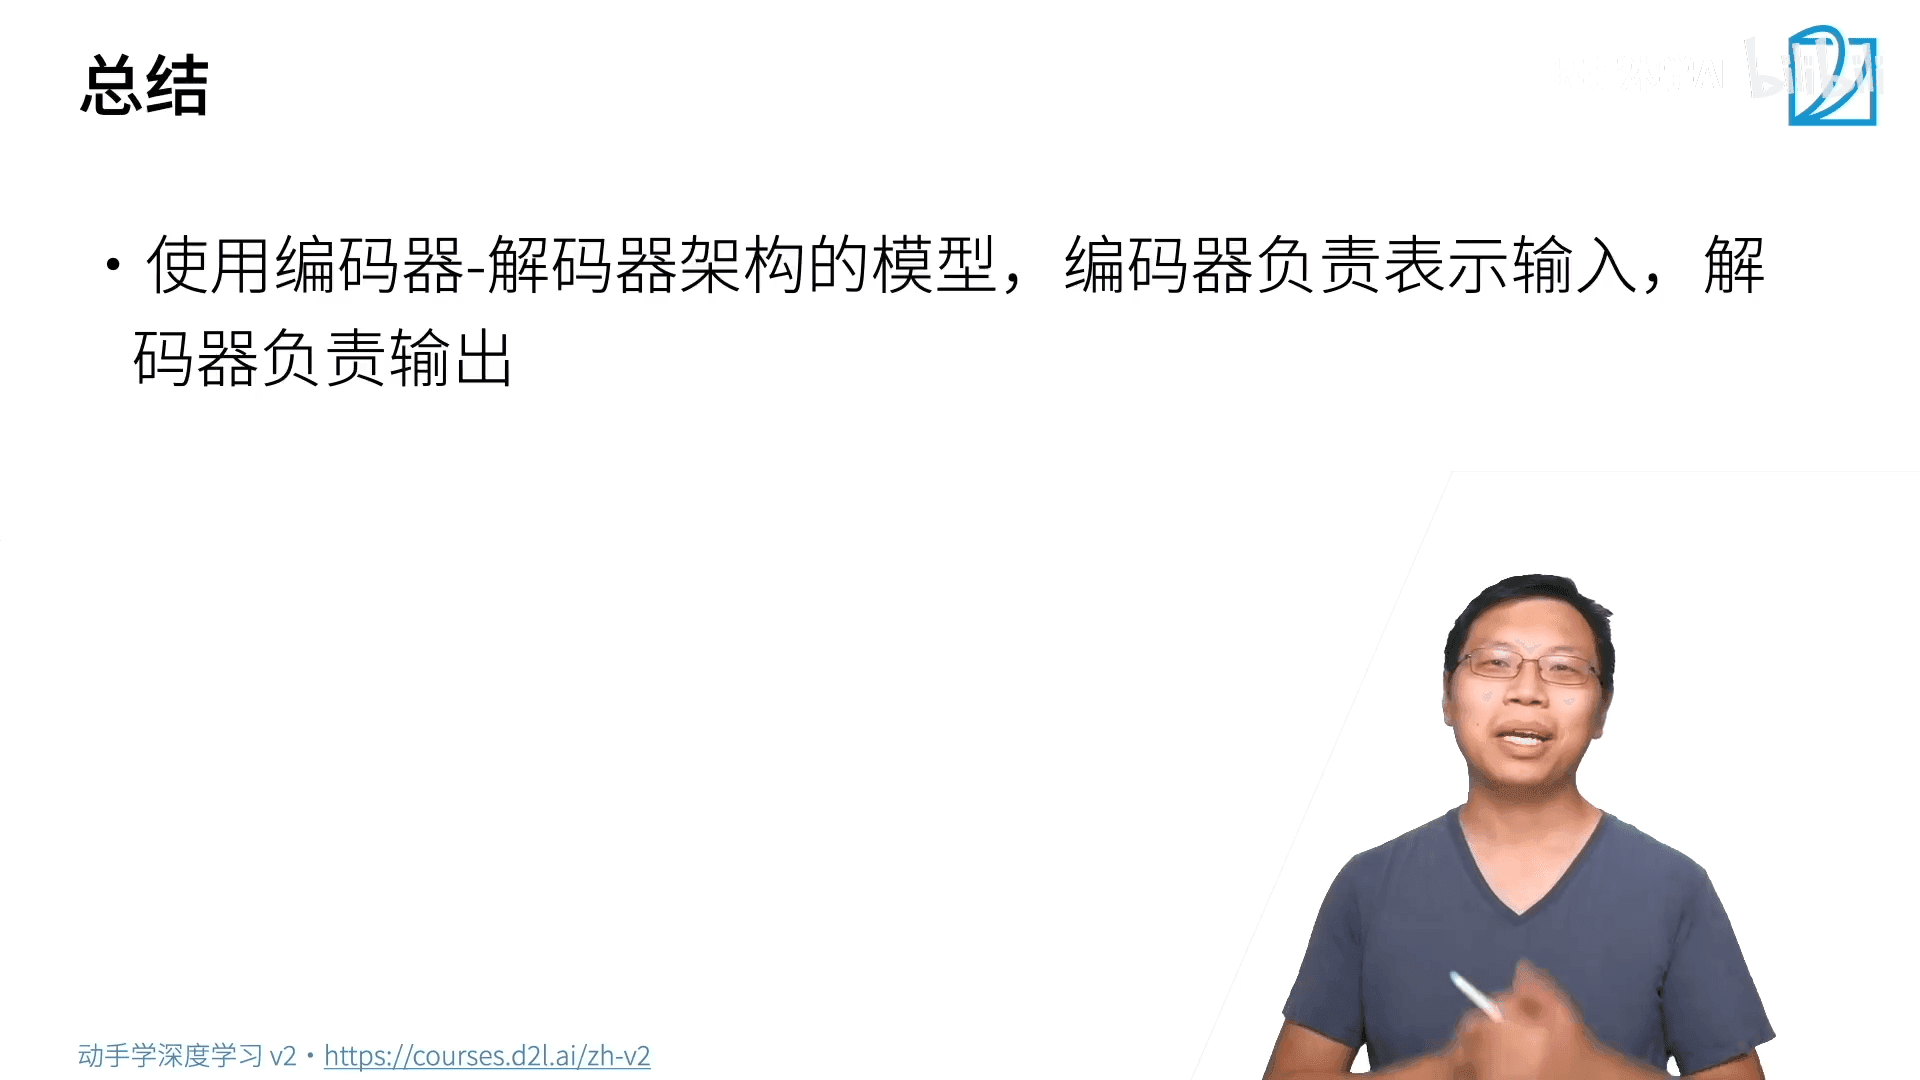 总结
• 使用编码器-解码器架构的模型，编码器负责表示输入，解
码器负责输出
动手学深度学习 v2 • https://courses.d2l.ai/zh-v2
bilibili